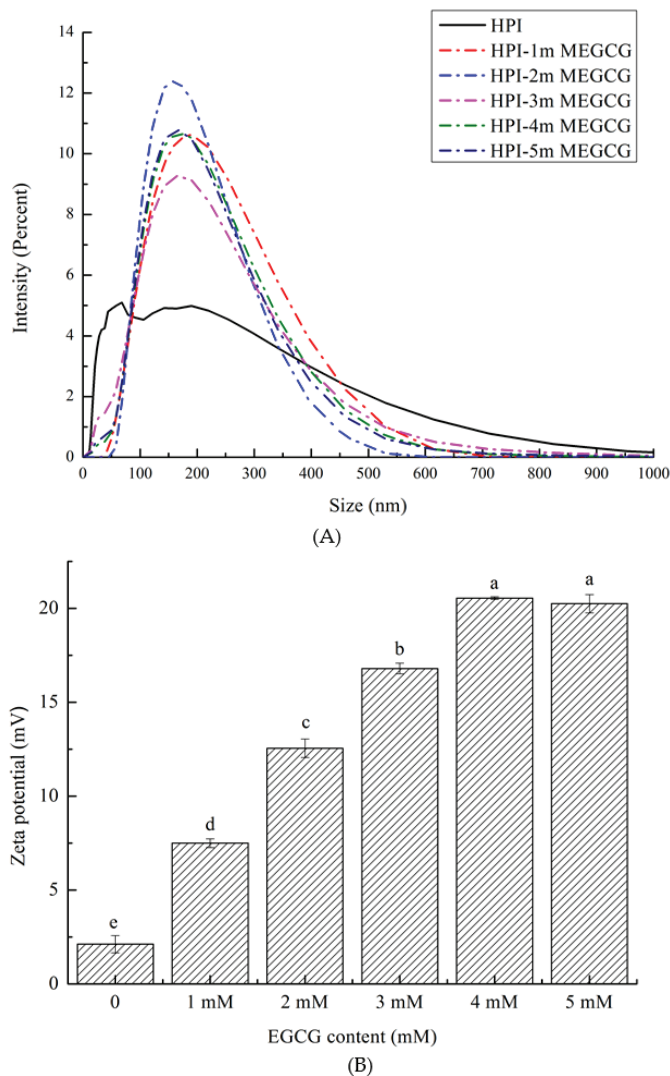 HPI
HPI-1m MEGCG
HPI-2m MEGCG
HPI-3m MEGCG
HPI-4m MEGCG
HPI-5m MEGCG
14
12
10
8
6
4
2
0
Intensity (Percent)
0 100 200 300 400 500 600 700 800 900 1000
Size (nm)
(A)
20
15
10
5
0
Zeta potential (mV)
e d c b a a
0 1 mM 2 mM 3 mM 4 mM 5 mM
EGCG content (mM)
(B)